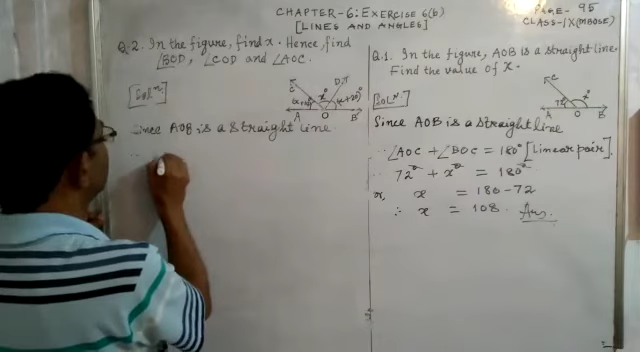 CHAPTER-6: EXERCISE 6(b)
[LINES AND ANGLES]
PAGE- 95
CLASS-IX (MBOSE)
Q.2. In the figure, find x. Hence, find
∠BOD, ∠COD and ∠AOC.
[Solⁿ.]
C
x°
A O B
Since AOB is a straight line
Q.1. In the figure, AOB is a straight line.
Find the value of x.
[Solⁿ.]
C
72° x°
A O B
Since AOB is a straight line
∴ ∠AOC + ∠BOC = 180° [Linear pair].
∴ 72° + x° = 180°
x = 180 - 72
∴ x = 108. Ans.